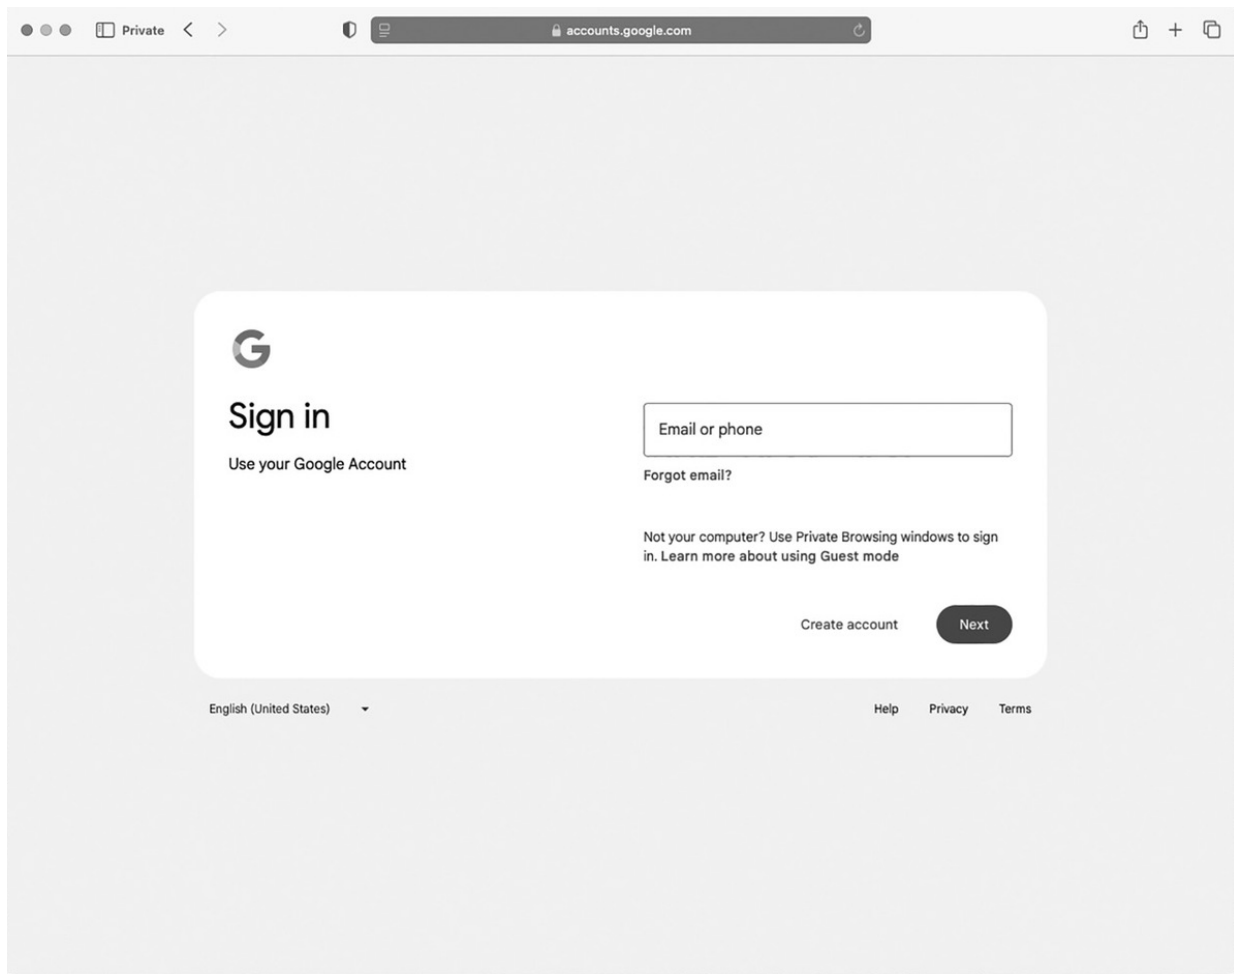 Private
accounts.google.com
Sign in
Use your Google Account
Email or phone
Forgot email?
Not your computer? Use Private Browsing windows to sign
in. Learn more about using Guest mode
Create account
Next
English (United States)
Help
Privacy
Terms